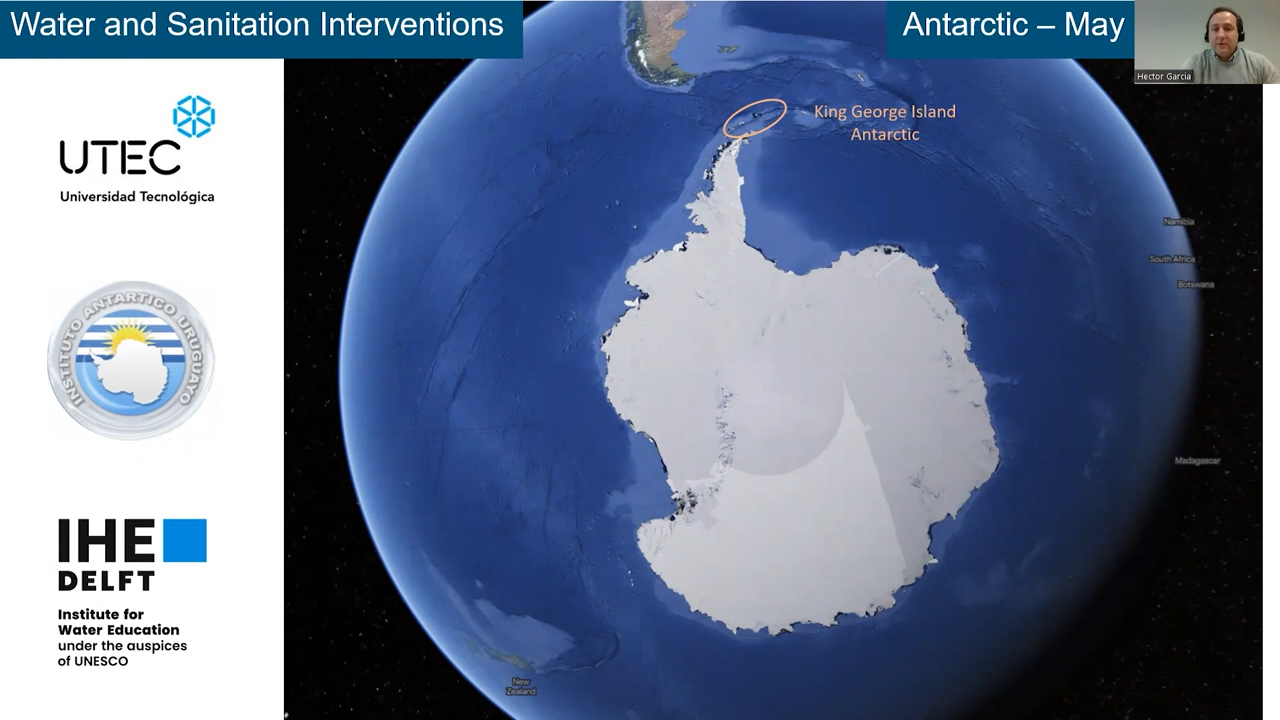 Water and Sanitation Interventions
Antarctic – May
Hector Garcia
King George Island
Antarctic
UTEC
Universidad Tecnológica
INSTITUTO ANTARTICO URUGUAYO
IHE
DELFT
Institute for
Water Education
under the auspices
of UNESCO
Namibia
South Africa
Botswana
Madagascar
New
Zealand